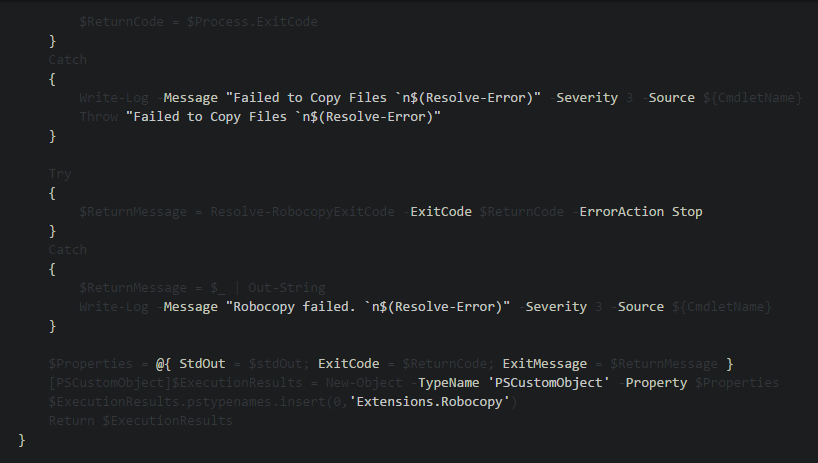 $ReturnCode = $Process.ExitCode
}
Catch
{
Write-Log -Message "Failed to Copy Files `n$(Resolve-Error)" -Severity 3 -Source ${CmdletName}
Throw "Failed to Copy Files `n$(Resolve-Error)"
}
Try
{
$ReturnMessage = Resolve-RobocopyExitCode -ExitCode $ReturnCode -ErrorAction Stop
}
Catch
{
$ReturnMessage = $_ | Out-String
Write-Log -Message "Robocopy failed. `n$(Resolve-Error)" -Severity 3 -Source ${CmdletName}
}
$Properties = @{ StdOut = $stdOut; ExitCode = $ReturnCode; ExitMessage = $ReturnMessage }
[PSCustomObject]$ExecutionResults = New-Object -TypeName 'PSCustomObject' -Property $Properties
$ExecutionResults.pstypenames.insert(0,'Extensions.Robocopy')
Return $ExecutionResults
}